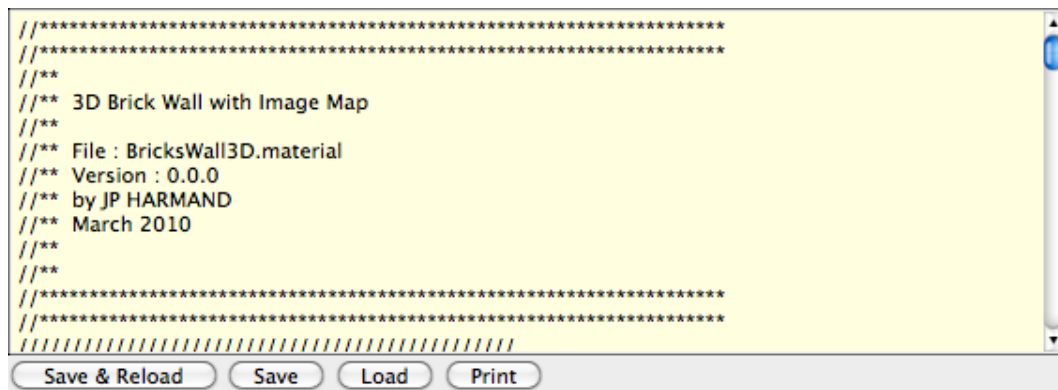 //*********************************************************************
//*********************************************************************
//**
//** 3D Brick Wall with Image Map
//**
//** File : BricksWall3D.material
//** Version : 0.0.0
//** by JP HARMAND
//** March 2010
//**
//**
//*********************************************************************
//*********************************************************************
///////////////////////////////////////////////
Save & Reload Save Load Print